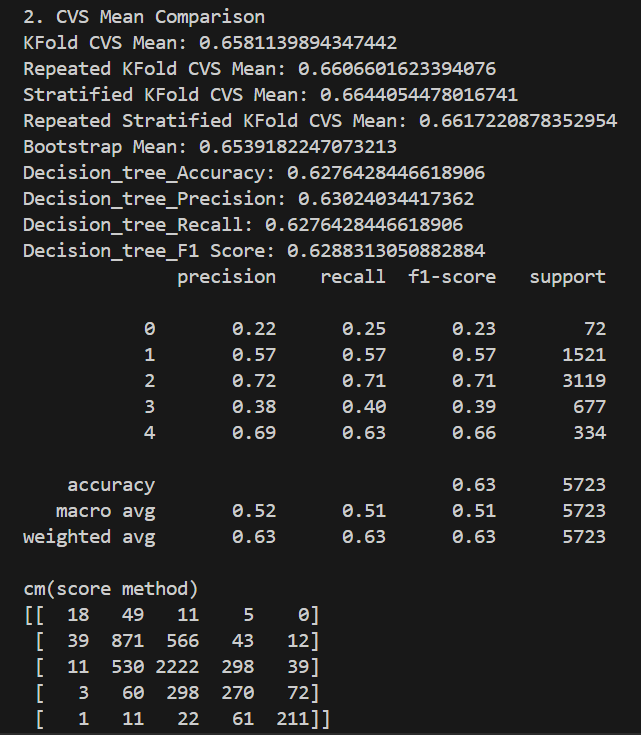 2. CVS Mean Comparison
KFold CVS Mean: 0.6581139894347442
Repeated KFold CVS Mean: 0.6606601623394076
Stratified KFold CVS Mean: 0.6644054478016741
Repeated Stratified KFold CVS Mean: 0.6617220878352954
Bootstrap Mean: 0.6539182247073213
Decision_tree_Accuracy: 0.6276428446618906
Decision_tree_Precision: 0.63024034417362
Decision_tree_Recall: 0.6276428446618906
Decision_tree_F1 Score: 0.6288313050882884
precision recall f1-score support
0 0.22 0.25 0.23 72
1 0.57 0.57 0.57 1521
2 0.72 0.71 0.71 3119
3 0.38 0.40 0.39 677
4 0.69 0.63 0.66 334
accuracy 0.63 5723
macro avg 0.52 0.51 0.51 5723
weighted avg 0.63 0.63 0.63 5723
cm(score method)
[[ 18 49 11 5 0]
[ 39 871 566 43 12]
[ 11 530 2222 298 39]
[ 3 60 298 270 72]
[ 1 11 22 61 211]]